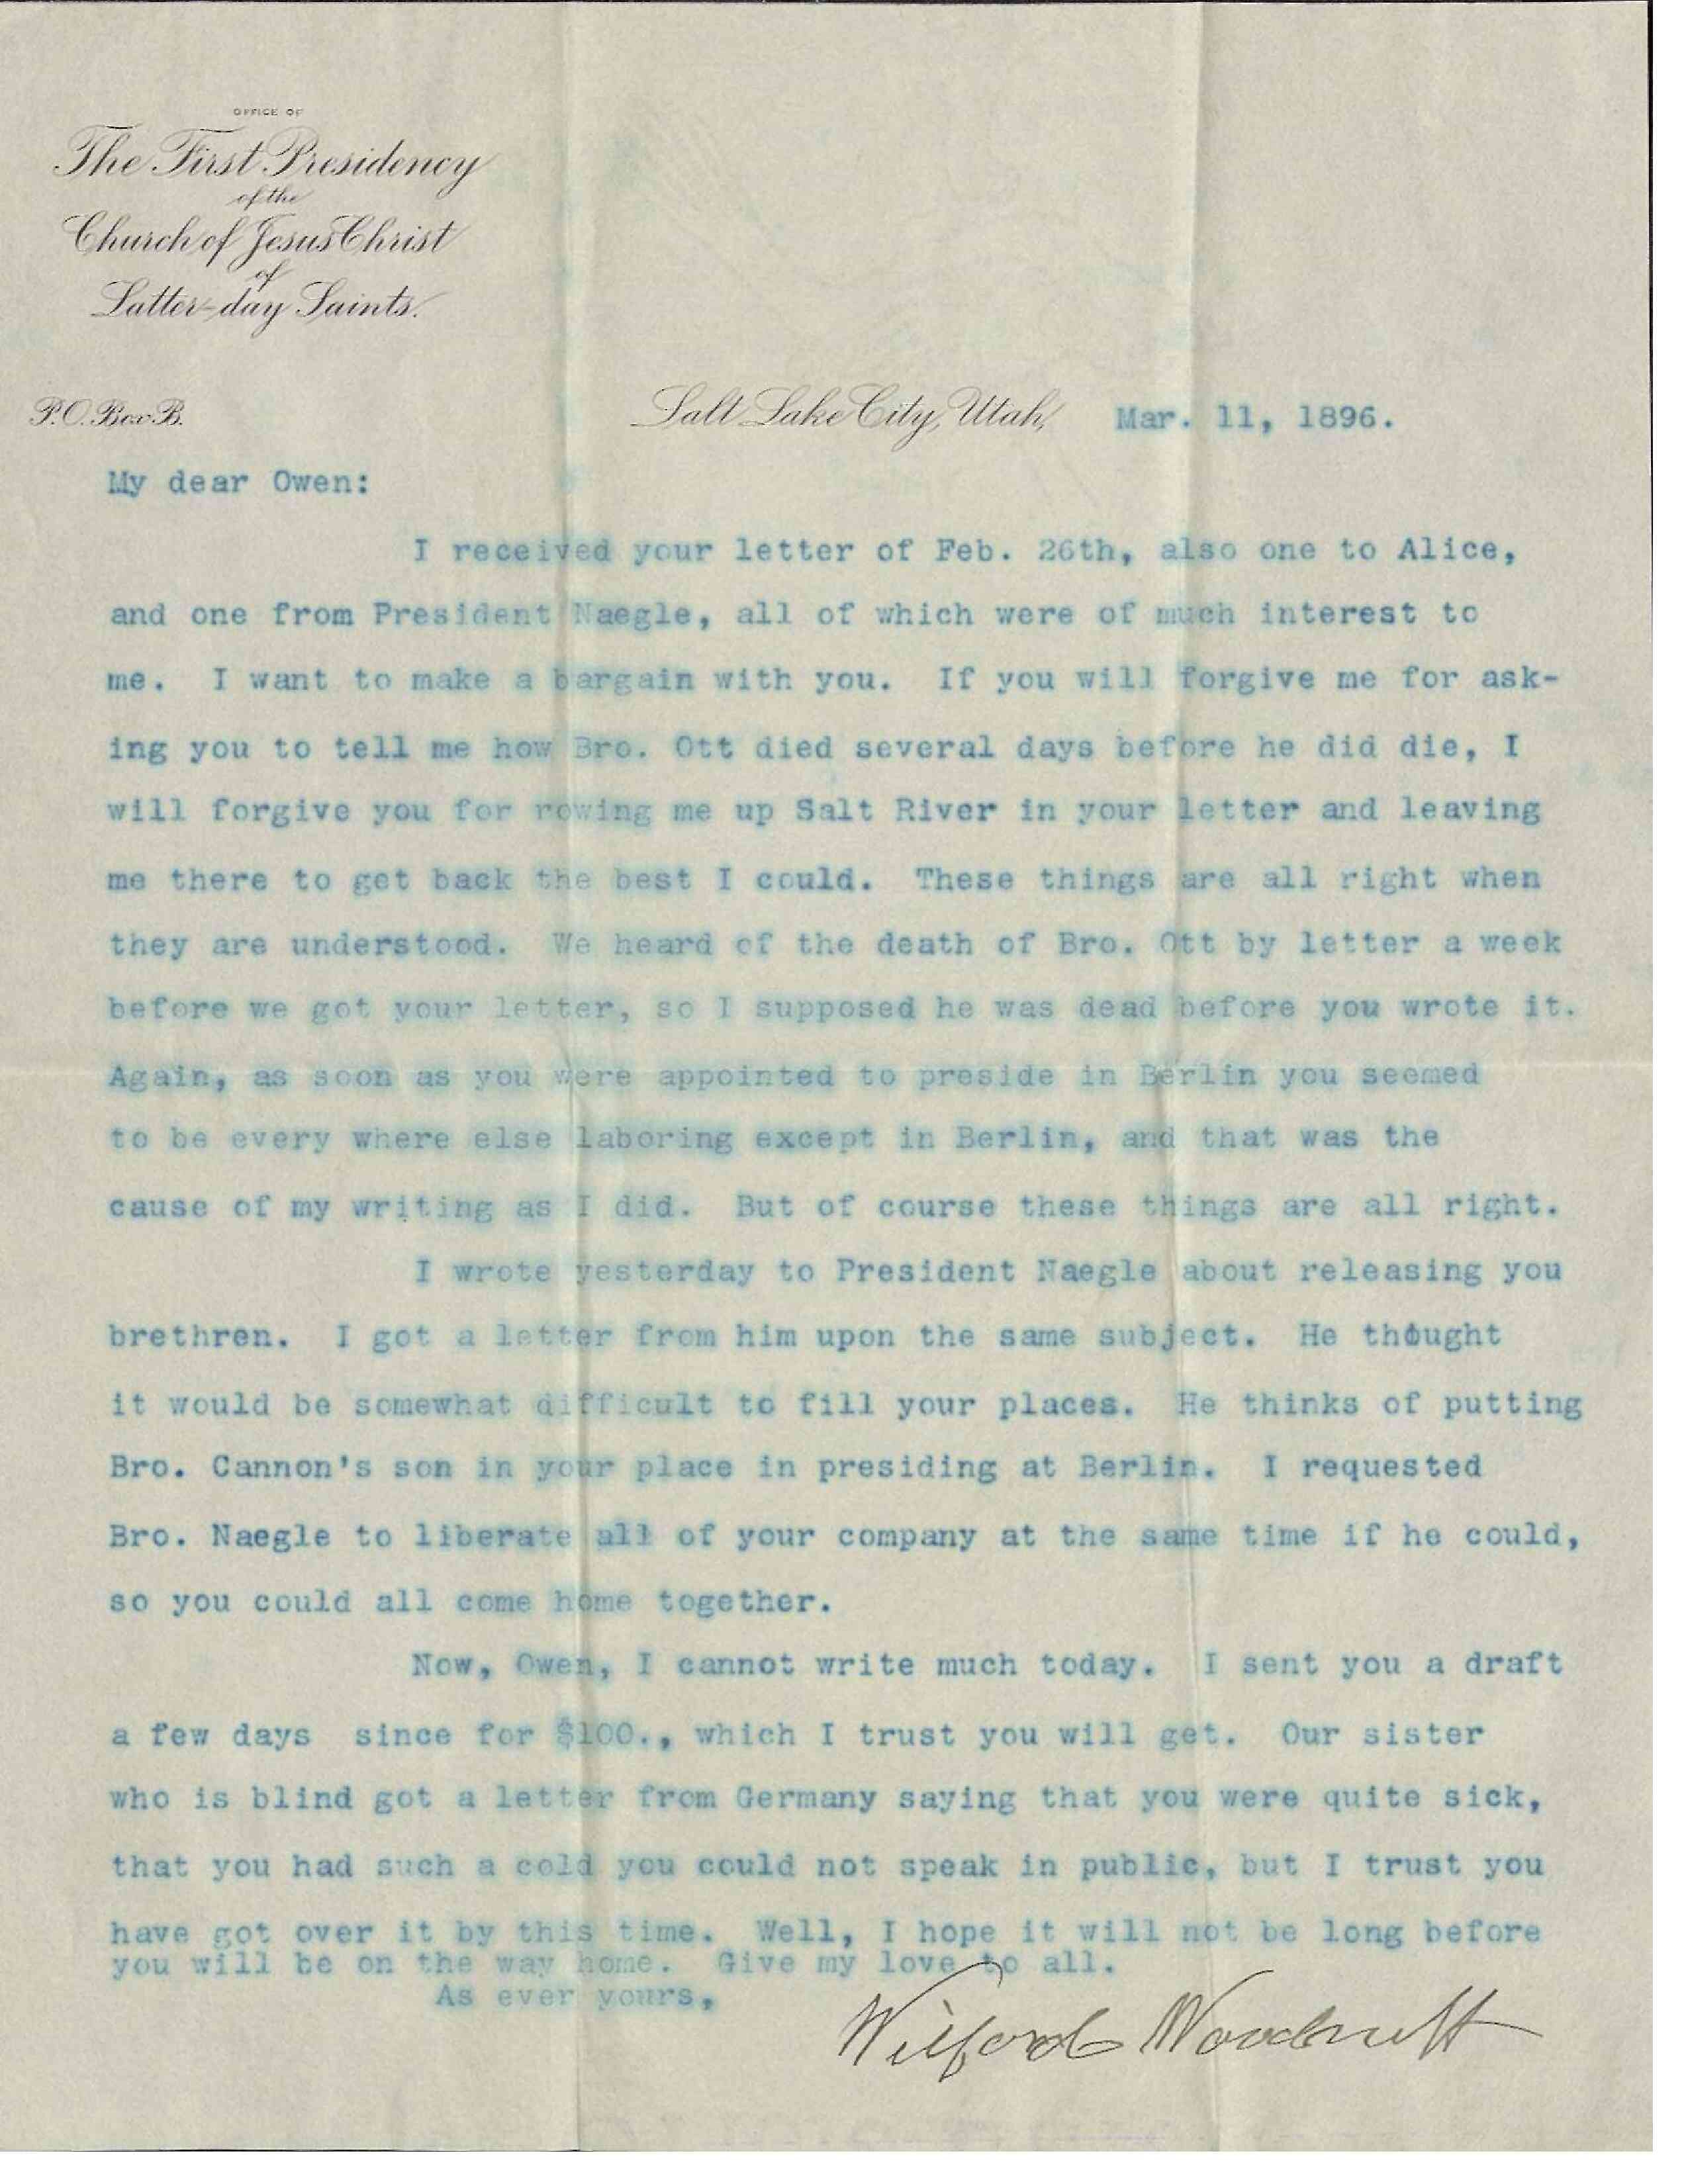 OFFICE OF
The First Presidency
of the
Church of Jesus Christ
of
Latter-day Saints.
P.O. Box B.
Salt Lake City, Utah, Mar. 11, 1896.
My dear Owen:
I received your letter of Feb. 26th, also one to Alice,
and one from President Naegle, all of which were of much interest to
me. I want to make a bargain with you. If you will forgive me for ask-
ing you to tell me how Bro. Ott died several days before he did die, I
will forgive you for rowing me up Salt River in your letter and leaving
me there to get back the best I could. These things are all right when
they are understood. We heard of the death of Bro. Ott by letter a week
before we got your letter, so I supposed he was dead before you wrote it.
Again, as soon as you were appointed to preside in Berlin you seemed
to be every where else laboring except in Berlin, and that was the
cause of my writing as I did. But of course these things are all right.
I wrote yesterday to President Naegle about releasing you
brethren. I got a letter from him upon the same subject. He thought
it would be somewhat difficult to fill your places. He thinks of putting
Bro. Cannon's son in your place in presiding at Berlin. I requested
Bro. Naegle to liberate all of your company at the same time if he could,
so you could all come home together.
Now, Owen, I cannot write much today. I sent you a draft
a few days since for $100., which I trust you will get. Our sister
who is blind got a letter from Germany saying that you were quite sick,
that you had such a cold you could not speak in public, but I trust you
have got over it by this time. Well, I hope it will not be long before
you will be on the way home. Give my love to all.
As ever yours,
Wilford Woodruff